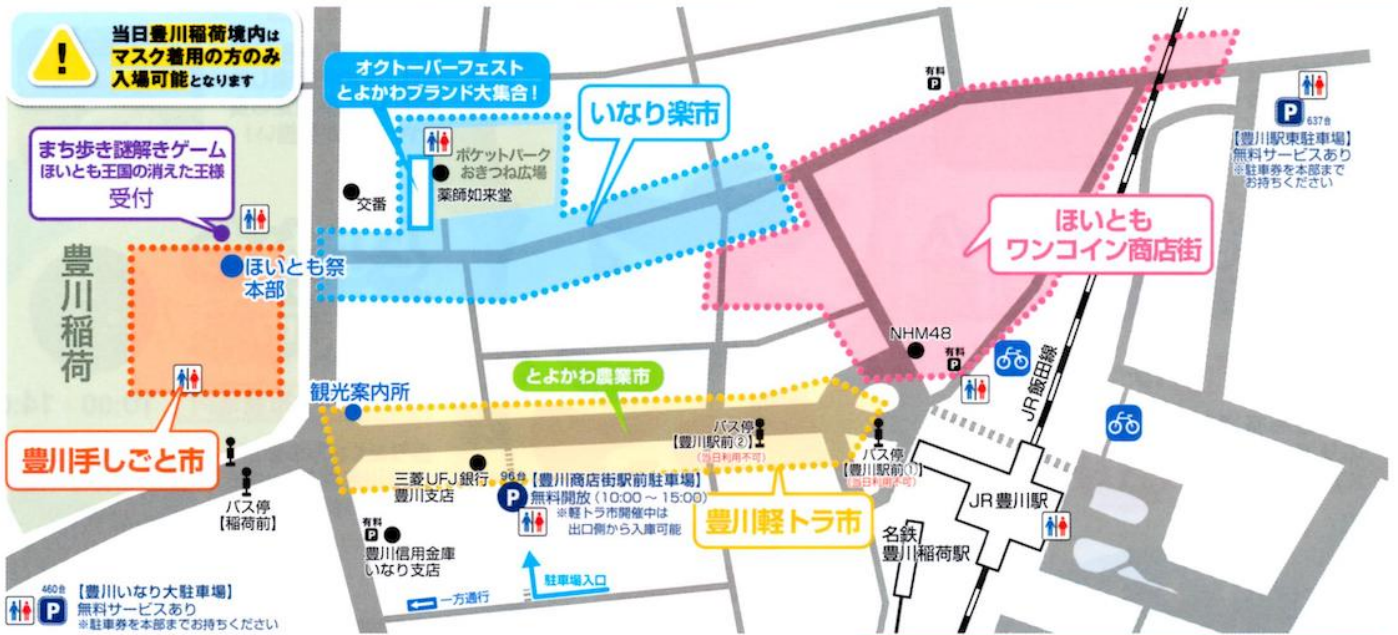 当日豊川稲荷境内は
マスク着用の方のみ
入場可能となります
オクトーバーフェスト
とよかわブランド大集合!
いなり楽市
有料
P
P
637台
【豊川駅東駐車場】
無料サービスあり
※駐車券を本部まで
お持ちください
まち歩き謎解きゲーム
ほいとも王国の消えた王様
受付
ポケットパーク
おきつね広場
薬師如来堂
交番
ほいとも
ワンコイン商店街
豊川稲荷
ほいとも祭
本部
NHM48
有料
P
JR飯田線
とよかわ農業市
観光案内所
豊川手しごと市
バス停
【豊川駅前②】
(当日利用不可)
バス停
【豊川駅前①】
(当日利用不可)
三菱UFJ銀行
豊川支店
96台
P
【豊川商店街駅前駐車場】
無料開放(10:00～15:00)
※軽トラ市開催中は
出口側から入庫可能
豊川軽トラ市
JR豊川駅
名鉄
豊川稲荷駅
バス停
【稲荷前】
有料
P
豊川信用金庫
いなり支店
駐車場入口
一方通行
460台
P
【豊川いなり大駐車場】
無料サービスあり
※駐車券を本部までお持ちください